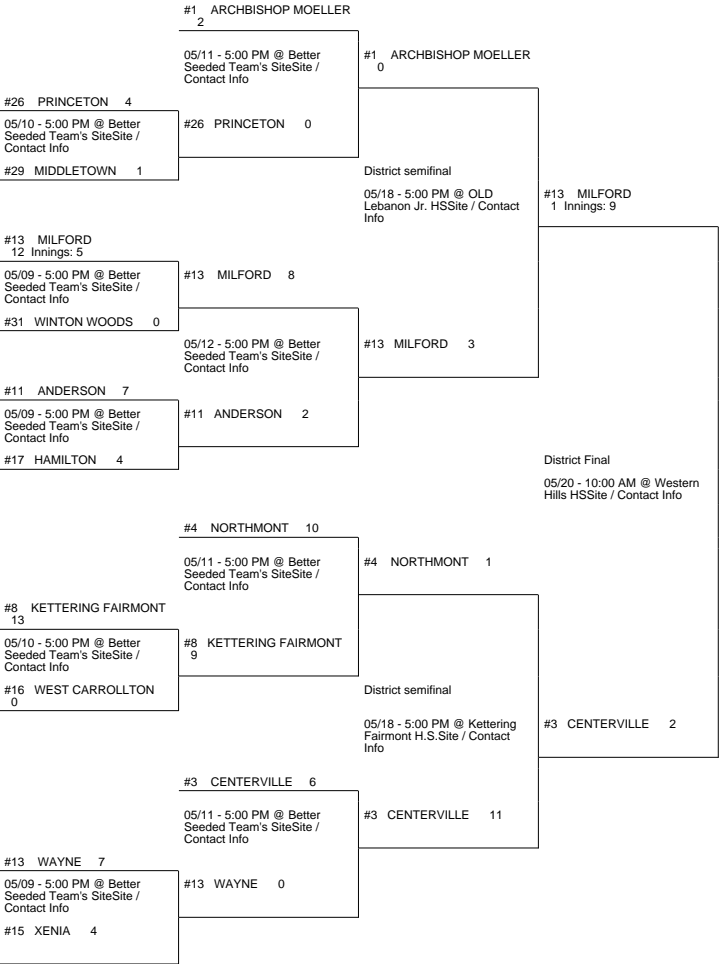 #1 ARCHBISHOP MOELLER
2
05/11 - 5:00 PM @ Better
Seeded Team's SiteSite /
Contact Info
#1 ARCHBISHOP MOELLER
0
#26 PRINCETON 4
05/10 - 5:00 PM @ Better
Seeded Team's SiteSite /
Contact Info
#26 PRINCETON 0
#29 MIDDLETOWN 1
District semifinal
05/18 - 5:00 PM @ OLD
Lebanon Jr. HSSite / Contact
Info
#13 MILFORD
1 Innings: 9
#13 MILFORD
12 Innings: 5
05/09 - 5:00 PM @ Better
Seeded Team's SiteSite /
Contact Info
#13 MILFORD 8
#31 WINTON WOODS 0
05/12 - 5:00 PM @ Better
Seeded Team's SiteSite /
Contact Info
#13 MILFORD 3
#11 ANDERSON 7
05/09 - 5:00 PM @ Better
Seeded Team's SiteSite /
Contact Info
#11 ANDERSON 2
#17 HAMILTON 4
District Final
05/20 - 10:00 AM @ Western
Hills HSSite / Contact Info
#4 NORTHMONT 10
05/11 - 5:00 PM @ Better
Seeded Team's SiteSite /
Contact Info
#4 NORTHMONT 1
#8 KETTERING FAIRMONT
13
05/10 - 5:00 PM @ Better
Seeded Team's SiteSite /
Contact Info
#8 KETTERING FAIRMONT
9
#16 WEST CARROLLTON
0
District semifinal
05/18 - 5:00 PM @ Kettering
Fairmont H.S.Site / Contact
Info
#3 CENTERVILLE 2
#3 CENTERVILLE 6
05/11 - 5:00 PM @ Better
Seeded Team's SiteSite /
Contact Info
#3 CENTERVILLE 11
#13 WAYNE 7
05/09 - 5:00 PM @ Better
Seeded Team's SiteSite /
Contact Info
#13 WAYNE 0
#15 XENIA 4